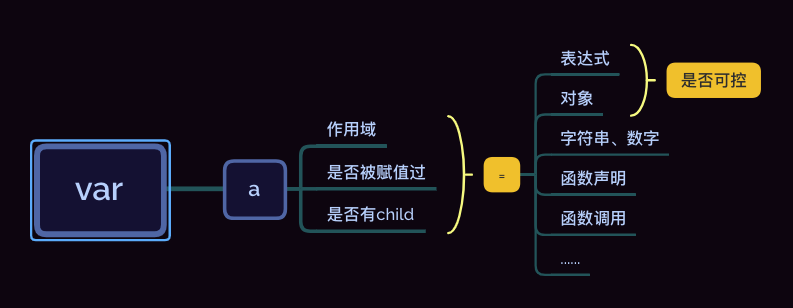 var
a
作用域
是否被赋值过
是否有child
=
表达式
对象
字符串、数字
函数声明
函数调用
......
是否可控